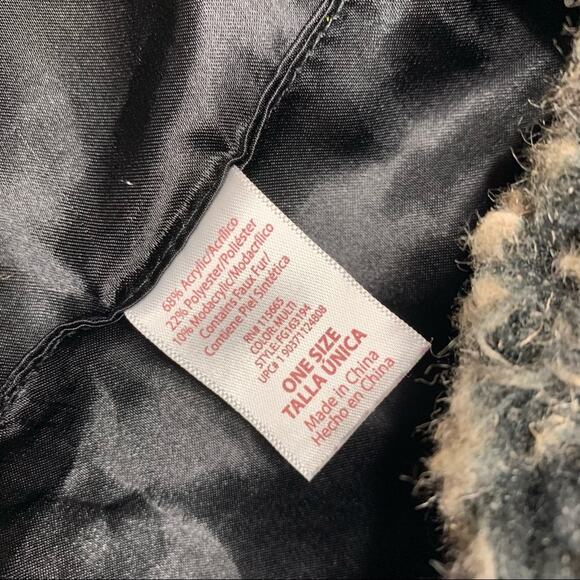 68% Acrylic/Acrílico
22% Polyester/Poliéster
10% Modacrylic/Modacrílico
Contains Faux Fur/
Contiene Piel Sintética
RN# 115665
COLOR: MULTI
STYLE: FG163194
UPC# 190371124808
ONE SIZE
TALLA ÚNICA
Made in China
Hecho en China